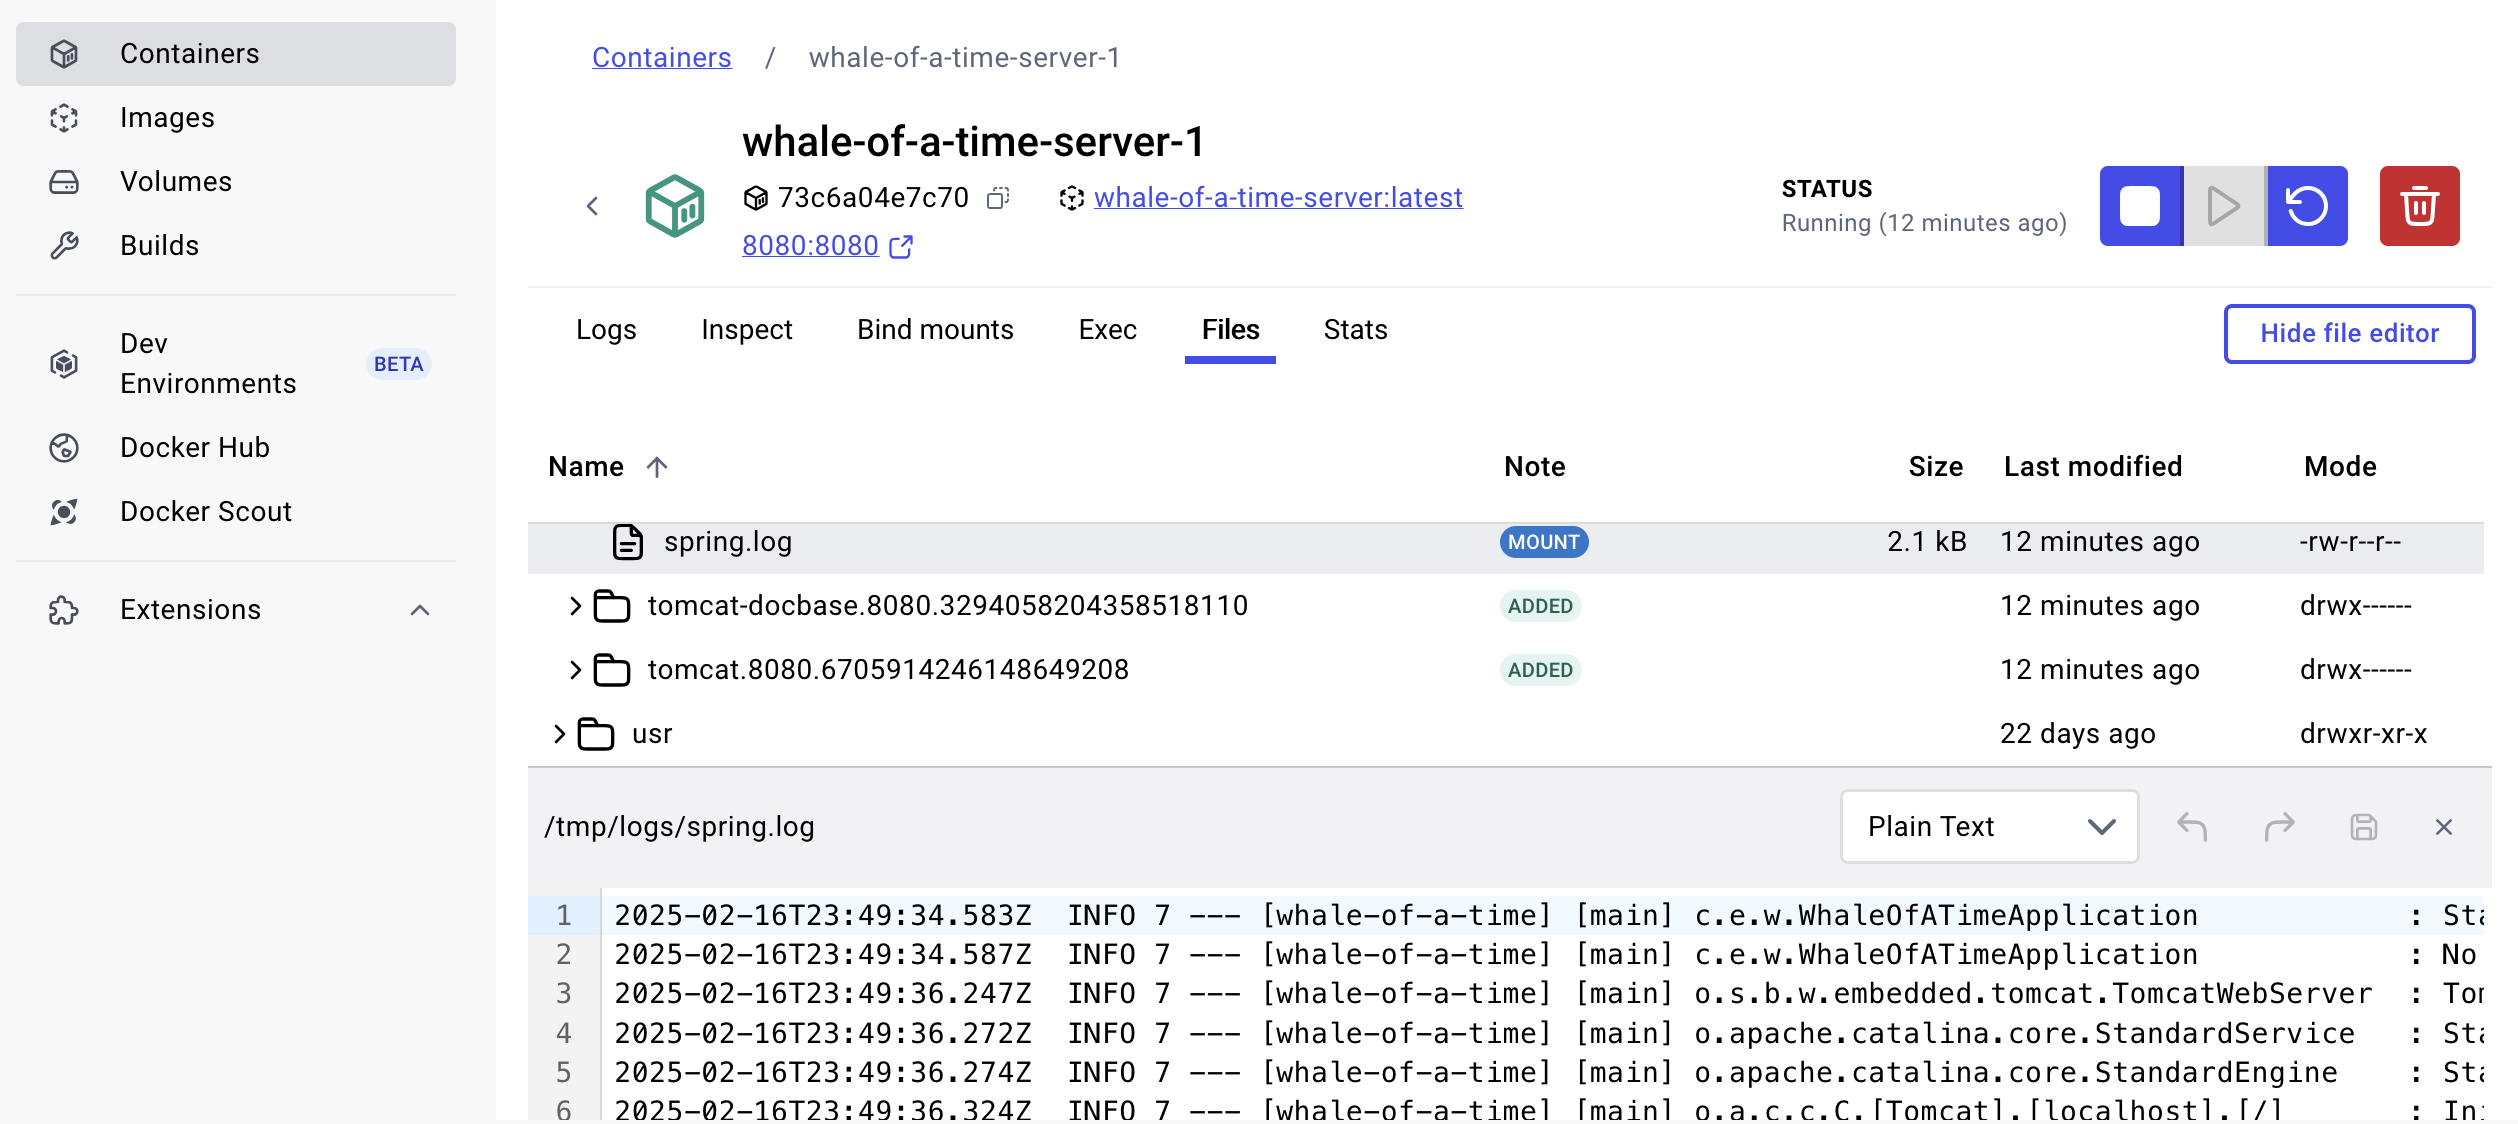 Containers
Images
Volumes
Builds
Dev
Environments
BETA
Docker Hub
Docker Scout
Extensions
Containers / whale-of-a-time-server-1
whale-of-a-time-server-1
73c6a04e7c70 whale-of-a-time-server:latest
8080:8080
STATUS
Running (12 minutes ago)
Logs Inspect Bind mounts Exec Files Stats
Hide file editor
Name Note Size Last modified Mode
spring.log MOUNT 2.1 kB 12 minutes ago -rw-r--r--
tomcat-docbase.8080.3294058204358518110 ADDED 12 minutes ago drwx------
tomcat.8080.6705914246148649208 ADDED 12 minutes ago drwx------
usr 22 days ago drwxr-xr-x
/tmp/logs/spring.log Plain Text
1 2025-02-16T23:49:34.583Z  INFO 7 --- [whale-of-a-time] [main] c.e.w.WhaleOfATimeApplication : Sta
2 2025-02-16T23:49:34.587Z  INFO 7 --- [whale-of-a-time] [main] c.e.w.WhaleOfATimeApplication : No
3 2025-02-16T23:49:36.247Z  INFO 7 --- [whale-of-a-time] [main] o.s.b.w.embedded.tomcat.TomcatWebServer : Tom
4 2025-02-16T23:49:36.272Z  INFO 7 --- [whale-of-a-time] [main] o.apache.catalina.core.StandardService : Sta
5 2025-02-16T23:49:36.274Z  INFO 7 --- [whale-of-a-time] [main] o.apache.catalina.core.StandardEngine : Sta
6 2025-02-16T23:49:36.324Z  INFO 7 --- [whale-of-a-time] [main] o.a.c.c.C.[Tomcat].[localhost].[/] : In